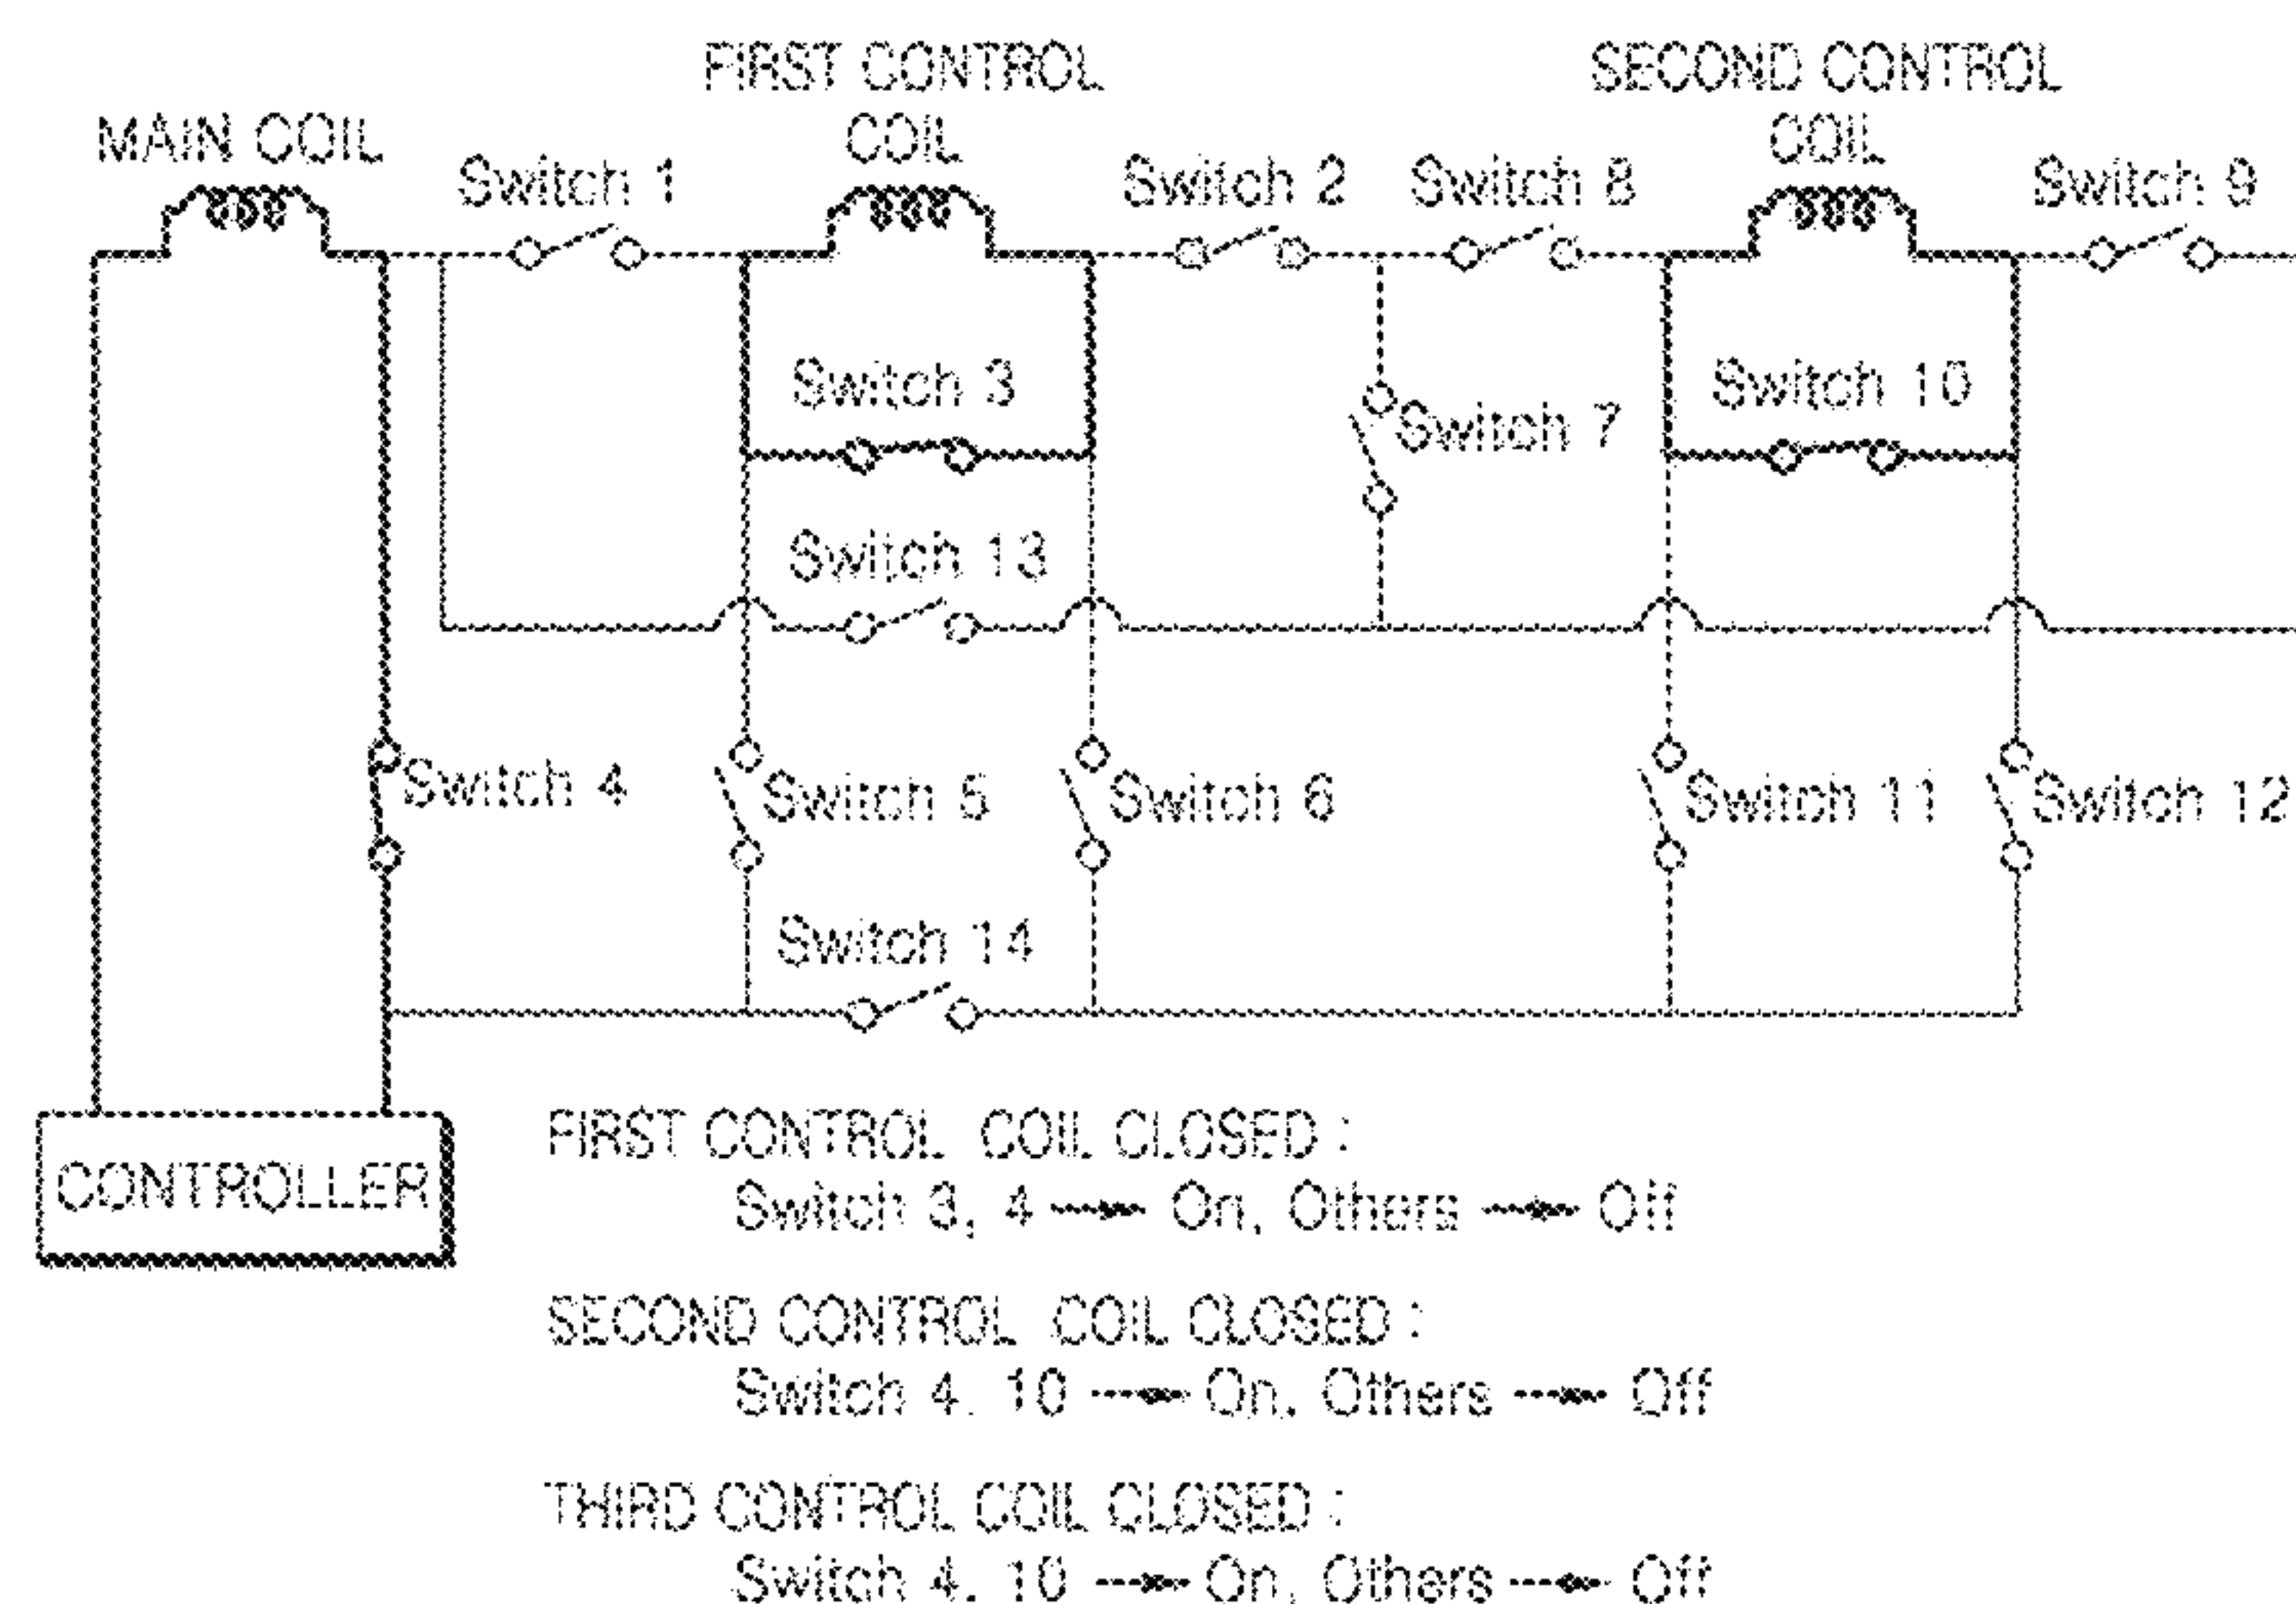 FIRST CONTROL COIL
SECOND CONTROL COIL
MAIN COIL
Switch 1
Switch 2
Switch 8
Switch 9
Switch 3
Switch 10
Switch 7
Switch 13
Switch 4
Switch 5
Switch 6
Switch 11
Switch 12
Switch 14
CONTROLLER
FIRST CONTROL COIL CLOSED :
Switch 3, 4 → On, Others → Off
SECOND CONTROL COIL CLOSED :
Switch 4, 10 → On, Others → Off
THIRD CONTROL COIL CLOSED :
Switch 4, 10 → On, Others → Off